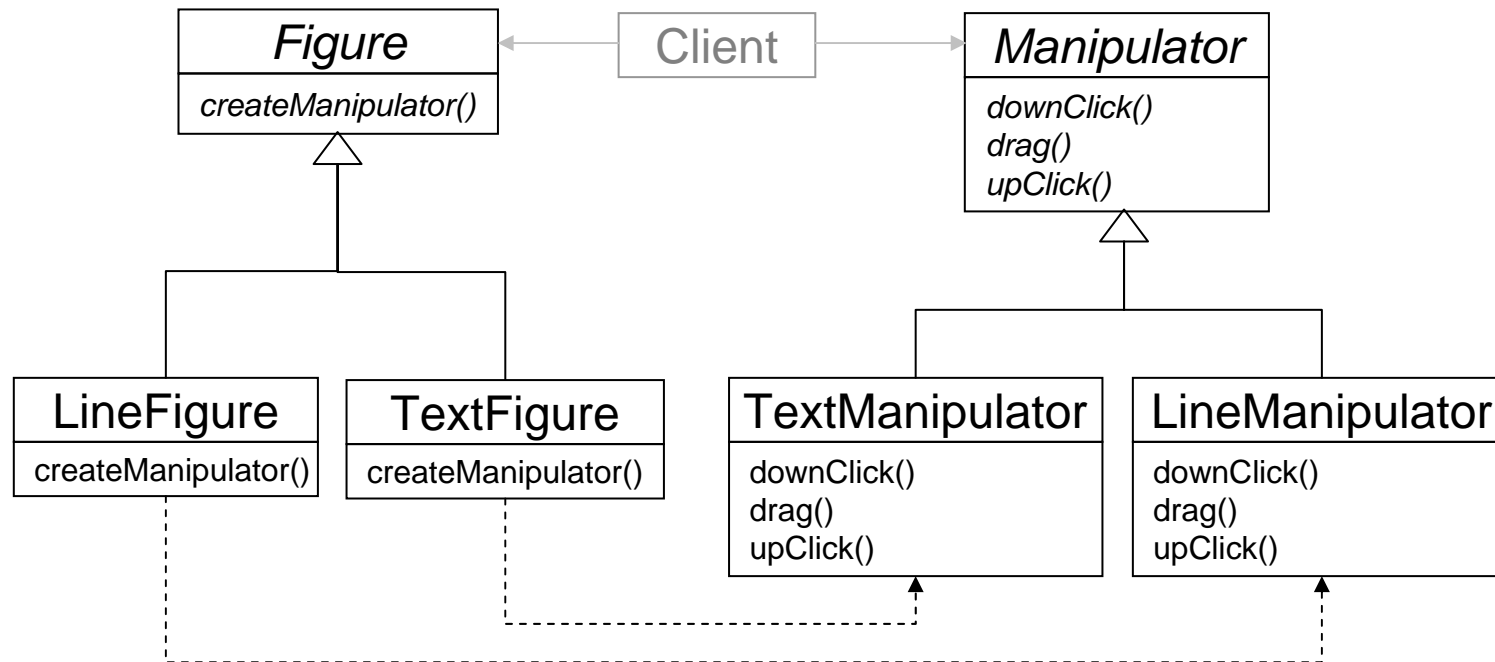 Figure
createManipulator()
Client
Manipulator
downClick()
drag()
upClick()
LineFigure
createManipulator()
TextFigure
createManipulator()
TextManipulator
downClick()
drag()
upClick()
LineManipulator
downClick()
drag()
upClick()